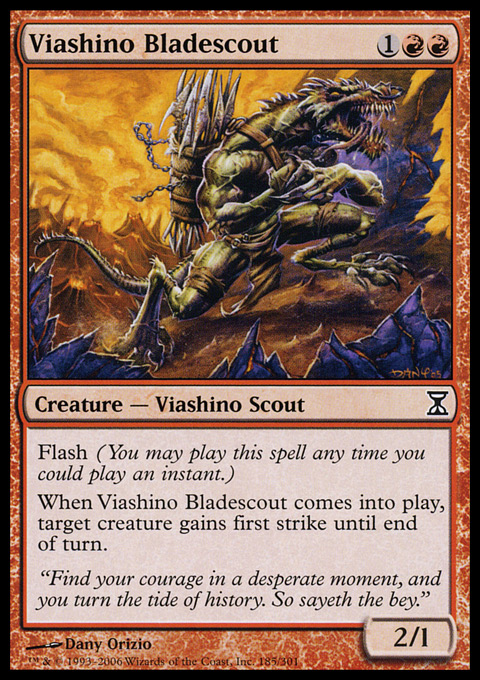 Viashino Bladescout 1
DANY 05
Creature — Viashino Scout
Flash (You may play this spell any time you
could play an instant.)
When Viashino Bladescout comes into play,
target creature gains first strike until end
of turn.
“Find your courage in a desperate moment, and
you turn the tide of history. So sayeth the bey.”
Dany Orizio
2/1
™ & © 1993–2006 Wizards of the Coast, Inc. 185/301